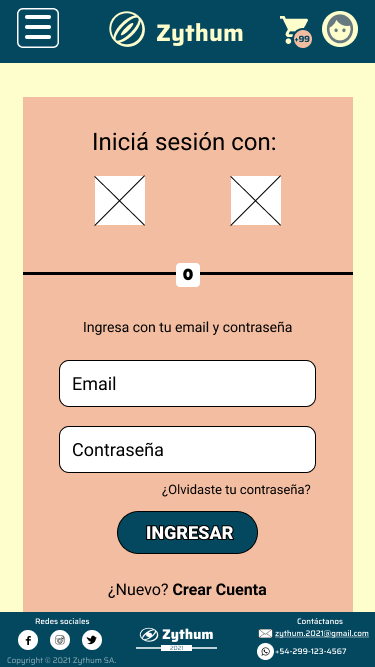 Zythum
+99
Iniciá sesión con:
O
Ingresa con tu email y contraseña
Email
Contraseña
¿Olvidaste tu contraseña?
INGRESAR
¿Nuevo? Crear Cuenta
Redes sociales
Zythum
2021
Contáctanos
zythum.2021@gmail.com
+54-299-123-4567
Copyright © 2021 Zythum SA.